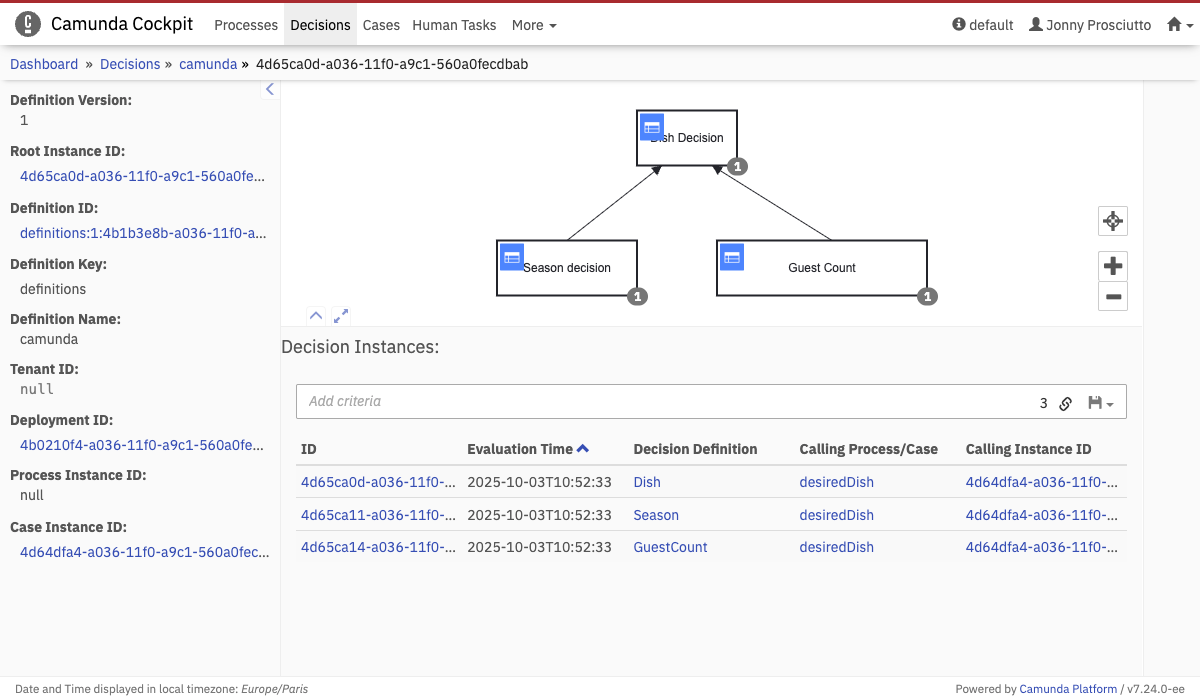 Camunda Cockpit Processes Decisions Cases Human Tasks More default Jonny Prosciutto
Dashboard » Decisions » camunda » 4d65ca0d-a036-11f0-a9c1-560a0fecdbab
Definition Version:
1
Root Instance ID:
4d65ca0d-a036-11f0-a9c1-560a0fe...
Definition ID:
definitions:1:4b1b3e8b-a036-11f0-a...
Definition Key:
definitions
Definition Name:
camunda
Tenant ID:
null
Deployment ID:
4b0210f4-a036-11f0-a9c1-560a0fe...
Process Instance ID:
null
Case Instance ID:
4d64dfa4-a036-11f0-a9c1-560a0fec...
Dish Decision
1
Season decision
1
Guest Count
1
Decision Instances:
Add criteria 3
ID Evaluation Time Decision Definition Calling Process/Case Calling Instance ID
4d65ca0d-a036-11f0-... 2025-10-03T10:52:33 Dish desiredDish 4d64dfa4-a036-11f0-...
4d65ca11-a036-11f0-... 2025-10-03T10:52:33 Season desiredDish 4d64dfa4-a036-11f0-...
4d65ca14-a036-11f0-... 2025-10-03T10:52:33 GuestCount desiredDish 4d64dfa4-a036-11f0-...
Date and Time displayed in local timezone: Europe/Paris
Powered by Camunda Platform / v7.24.0-ee